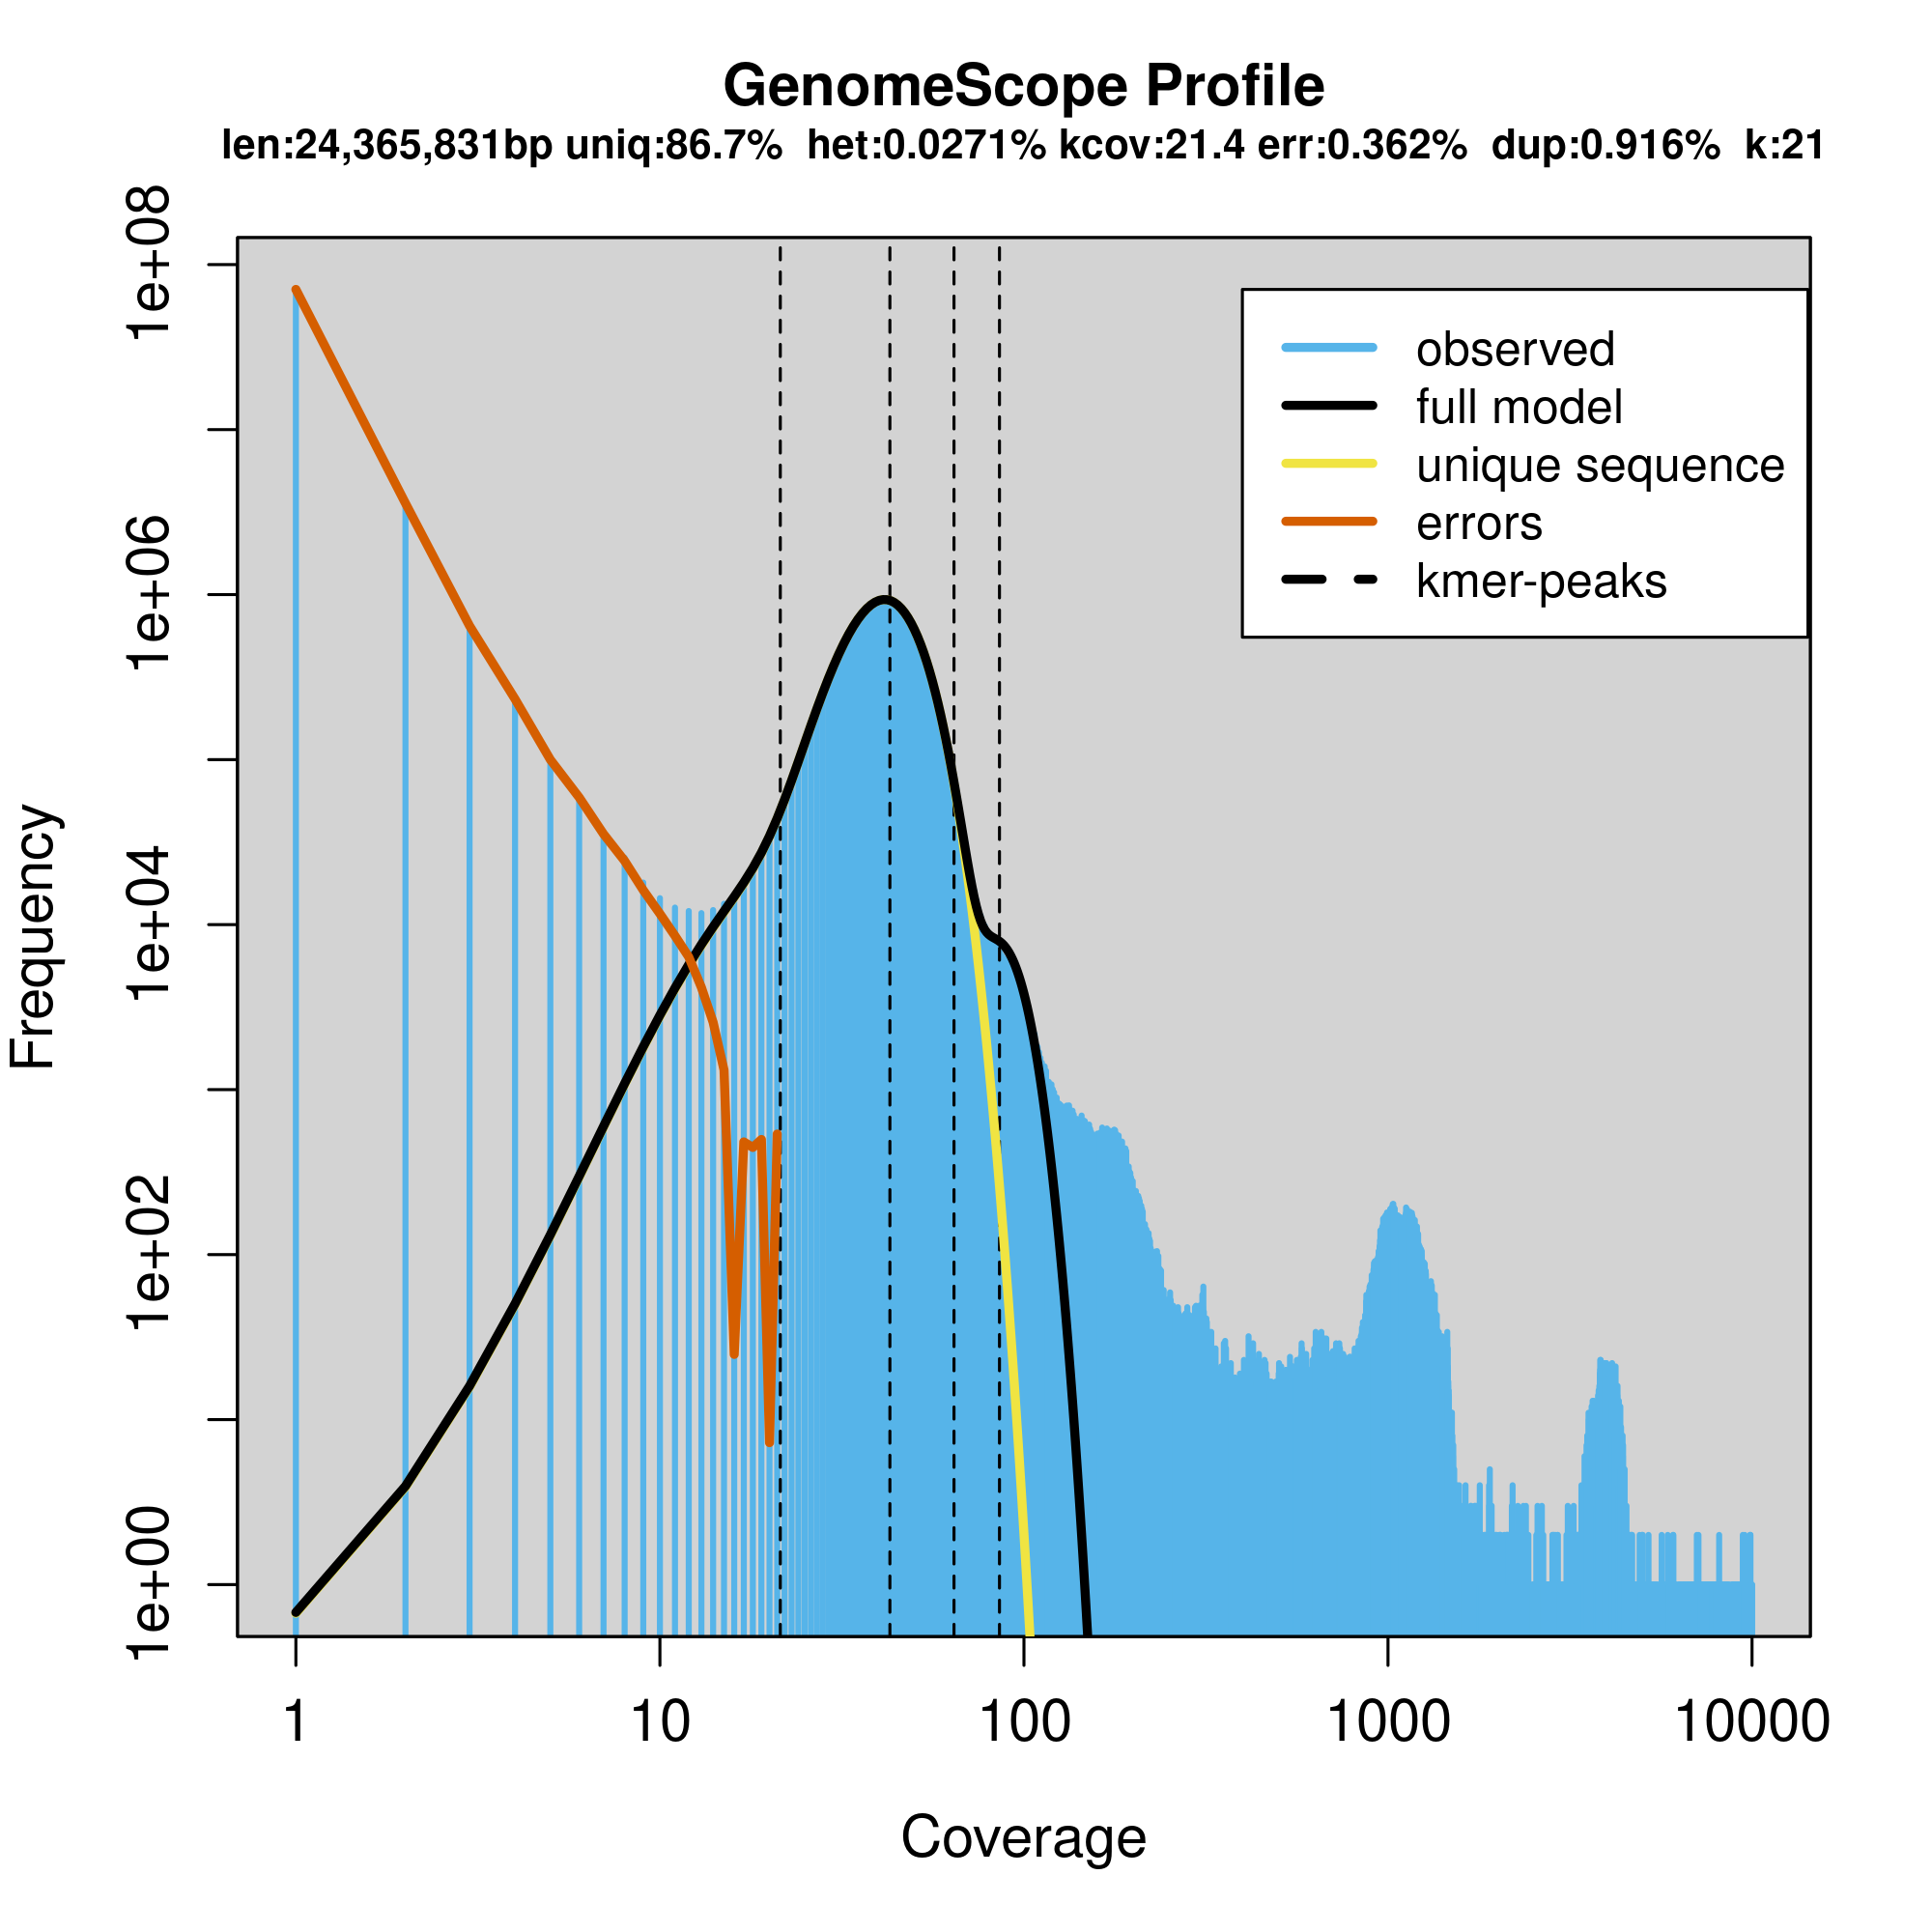 GenomeScope Profile
len:24,365,831bp uniq:86.7% het:0.0271% kcov:21.4 err:0.362% dup:0.916% k:21
1e+08
1e+06
1e+04
1e+02
1e+00
Frequency
observed
full model
unique sequence
errors
kmer-peaks
1 10 100 1000 10000
Coverage